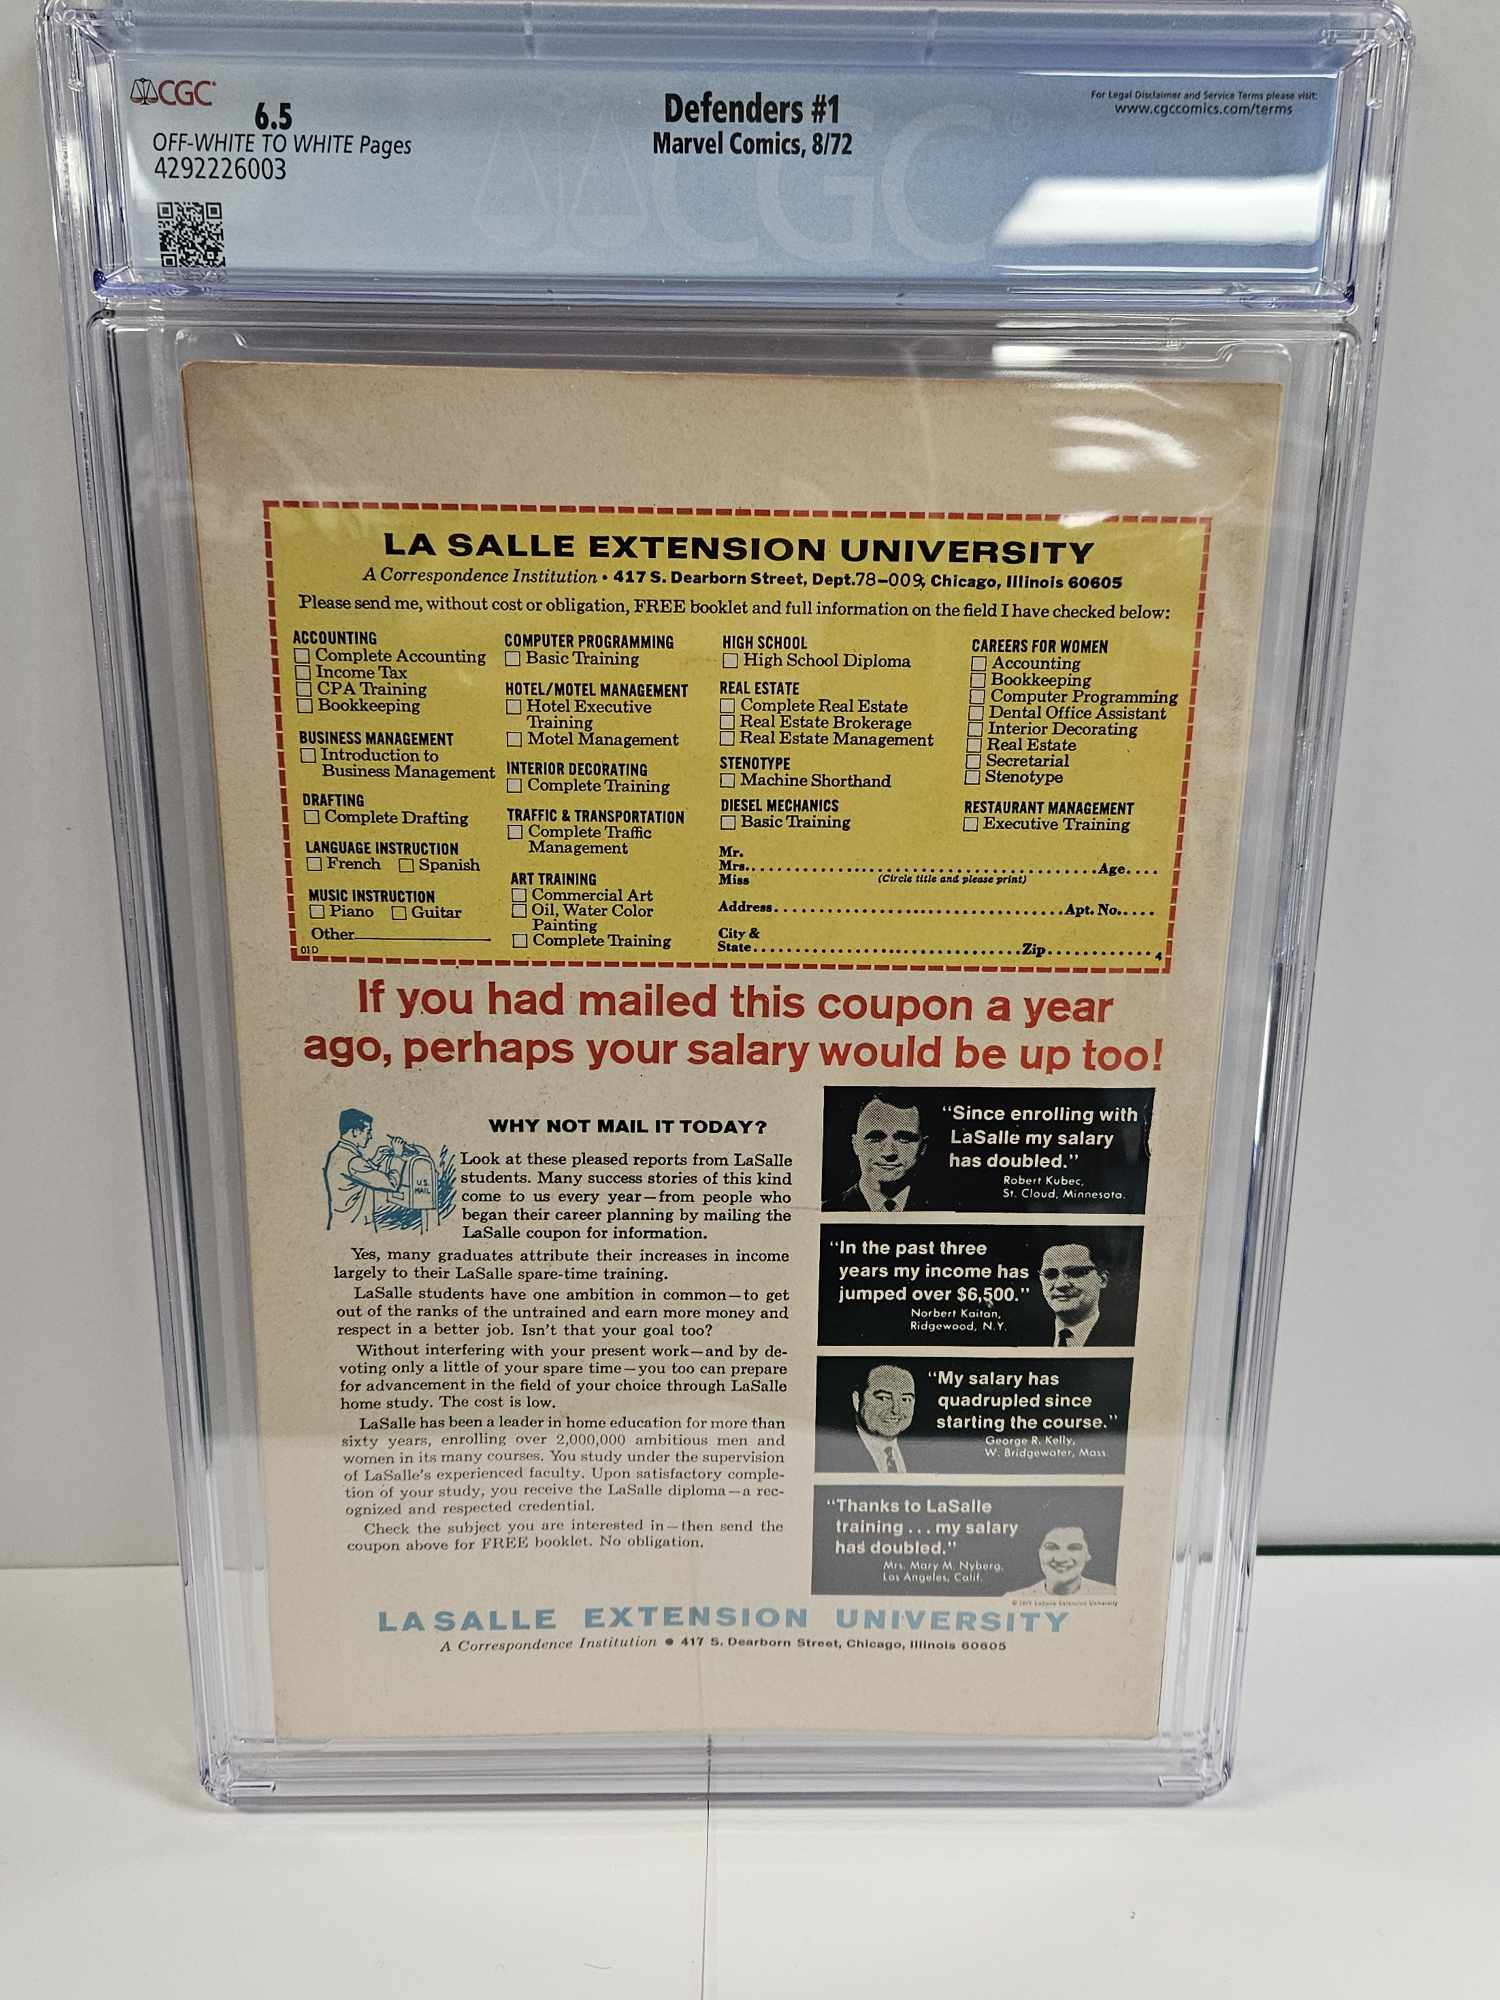 CGC
6.5
OFF-WHITE TO WHITE Pages
4292226003
Defenders #1
Marvel Comics, 8/72
For Legal Disclaimer and Service Terms please visit:
www.cgccomics.com/terms
CGC
LA SALLE EXTENSION UNIVERSITY
A Correspondence Institution • 417 S. Dearborn Street, Dept.78-009, Chicago, Illinois 60605
Please send me, without cost or obligation, FREE booklet and full information on the field I have checked below:
ACCOUNTING
Complete Accounting
Income Tax
CPA Training
Bookkeeping
BUSINESS MANAGEMENT
Introduction to
Business Management
DRAFTING
Complete Drafting
LANGUAGE INSTRUCTION
French Spanish
MUSIC INSTRUCTION
Piano Guitar
Other
01D
COMPUTER PROGRAMMING
Basic Training
HOTEL/MOTEL MANAGEMENT
Hotel Executive
Training
Motel Management
INTERIOR DECORATING
Complete Training
TRAFFIC & TRANSPORTATION
Complete Traffic
Management
ART TRAINING
Commercial Art
Oil, Water Color
Painting
Complete Training
HIGH SCHOOL
High School Diploma
REAL ESTATE
Complete Real Estate
Real Estate Brokerage
Real Estate Management
STENOTYPE
Machine Shorthand
DIESEL MECHANICS
Basic Training
CAREERS FOR WOMEN
Accounting
Bookkeeping
Computer Programming
Dental Office Assistant
Interior Decorating
Real Estate
Secretarial
Stenotype
RESTAURANT MANAGEMENT
Executive Training
Mr.
Mrs. Age
Miss (Circle title and please print)
Address Apt. No.
City &
State Zip 4
If you had mailed this coupon a year
ago, perhaps your salary would be up too!
U.S.
MAIL
WHY NOT MAIL IT TODAY?
Look at these pleased reports from LaSalle
students. Many success stories of this kind
come to us every year—from people who
began their career planning by mailing the
LaSalle coupon for information.
Yes, many graduates attribute their increases in income
largely to their LaSalle spare-time training.
LaSalle students have one ambition in common—to get
out of the ranks of the untrained and earn more money and
respect in a better job. Isn't that your goal too?
Without interfering with your present work—and by de-
voting only a little of your spare time—you too can prepare
for advancement in the field of your choice through LaSalle
home study. The cost is low.
LaSalle has been a leader in home education for more than
sixty years, enrolling over 2,000,000 ambitious men and
women in its many courses. You study under the supervision
of LaSalle's experienced faculty. Upon satisfactory comple-
tion of your study, you receive the LaSalle diploma—a rec-
ognized and respected credential.
Check the subject you are interested in—then send the
coupon above for FREE booklet. No obligation.
"Since enrolling with
LaSalle my salary
has doubled."
Robert Kubec,
St. Cloud, Minnesota.
"In the past three
years my income has
jumped over $6,500."
Norbert Kaitan,
Ridgewood, N.Y.
"My salary has
quadrupled since
starting the course."
George R. Kelly,
W. Bridgewater, Mass.
"Thanks to LaSalle
training . . . my salary
has doubled."
Mrs. Mary M. Nyberg,
Los Angeles, Calif.
LaSalle Extension University
LASALLE EXTENSION UNIVERSITY
A Correspondence Institution • 417 S. Dearborn Street, Chicago, Illinois 60605